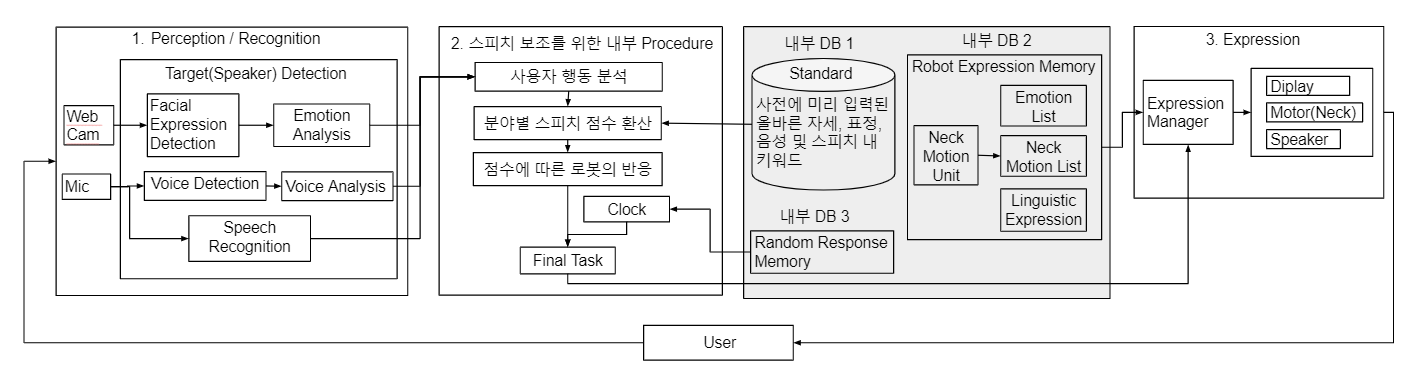 1. Perception / Recognition
Target(Speaker) Detection
Web
Cam
Facial
Expression
Detection
Emotion
Analysis
Mic
Voice Detection
Voice Analysis
Speech
Recognition
2. 스피치 보조를 위한 내부 Procedure
사용자 행동 분석
분야별 스피치 점수 환산
점수에 따른 로봇의 반응
Clock
Final Task
내부 DB 1
Standard
사전에 미리 입력된
올바른 자세, 표정,
음성 및 스피치 내
키워드
내부 DB 3
Random Response
Memory
내부 DB 2
Robot Expression Memory
Emotion
List
Neck
Motion
Unit
Neck
Motion List
Linguistic
Expression
3. Expression
Expression
Manager
Diplay
Motor(Neck)
Speaker
User